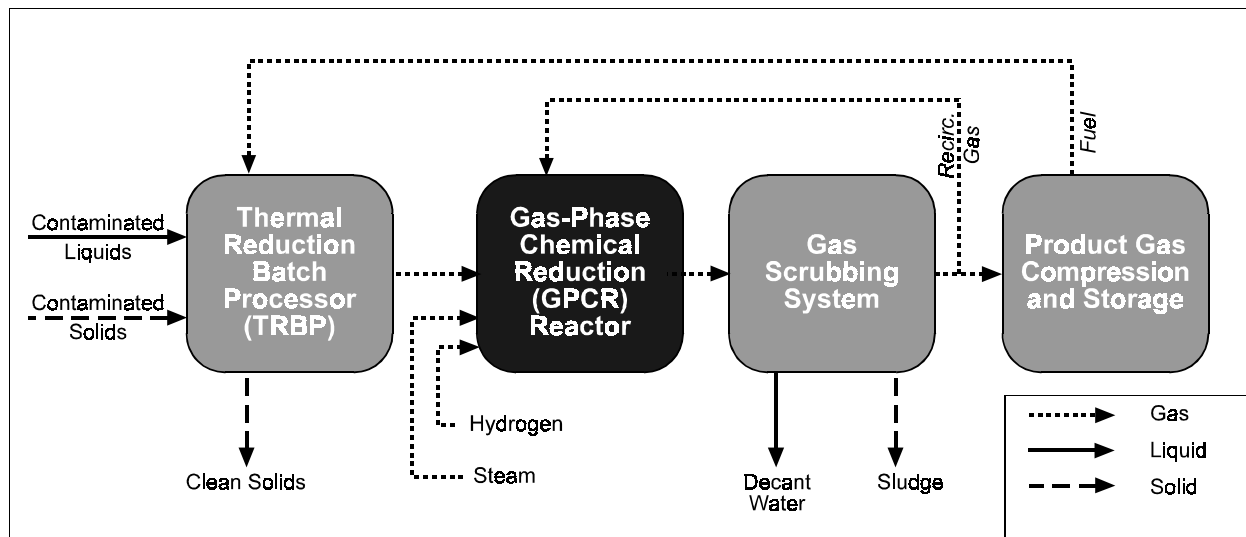 Recirc.
Gas
Fuel
Contaminated
Liquids
Contaminated
Solids
Thermal
Reduction
Batch
Processor
(TRBP)
Gas-Phase
Chemical
Reduction
(GPCR)
Reactor
Gas
Scrubbing
System
Product Gas
Compression
and Storage
Hydrogen
Steam
Clean Solids
Decant
Water
Sludge
Gas
Liquid
Solid